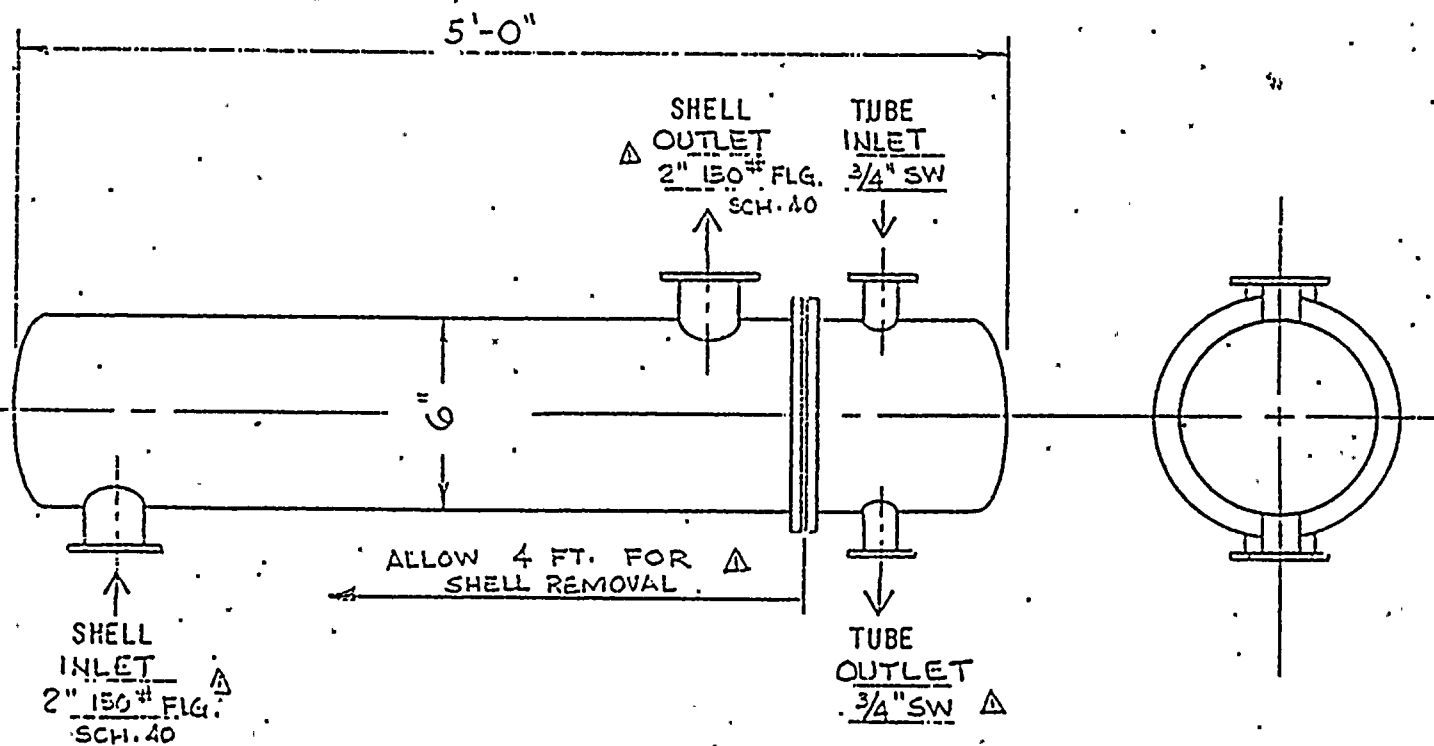 5'-0"
SHELL
OUTLET
2" 150# FLG.
SCH. 40
TUBE
INLET
3/4" SW
6"
ALLOW 4 FT. FOR
SHELL REMOVAL
SHELL
INLET
2" 150# FLG.
SCH. 40
TUBE
OUTLET
3/4" SW